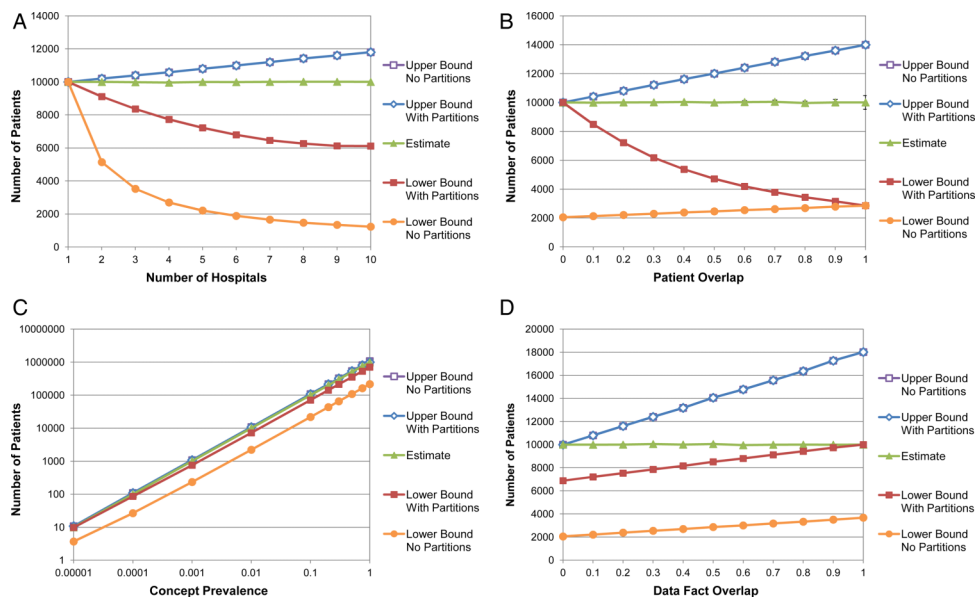 A
Number of Patients
12000
10000
8000
6000
4000
2000
0
14000
1 2 3 4 5 6 7 8 9 10
Number of Hospitals
Upper Bound
No Partitions
Upper Bound
With Partitions
Estimate
Lower Bound
With Partitions
Lower Bound
No Partitions
B
Number of Patients
16000
14000
12000
10000
8000
6000
4000
2000
0
0 0.1 0.2 0.3 0.4 0.5 0.6 0.7 0.8 0.9 1
Patient Overlap
Upper Bound
No Partitions
Upper Bound
With Partitions
Estimate
Lower Bound
With Partitions
Lower Bound
No Partitions
C
Number of Patients
10000000
1000000
100000
10000
1000
100
10
1
0.00001 0.0001 0.001 0.01 0.1 1
Concept Prevalence
Upper Bound
No Partitions
Upper Bound
With Partitions
Estimate
Lower Bound
With Partitions
Lower Bound
No Partitions
D
Number of Patients
20000
18000
16000
14000
12000
10000
8000
6000
4000
2000
0
0 0.1 0.2 0.3 0.4 0.5 0.6 0.7 0.8 0.9 1
Data Fact Overlap
Upper Bound
No Partitions
Upper Bound
With Partitions
Estimate
Lower Bound
With Partitions
Lower Bound
No Partitions